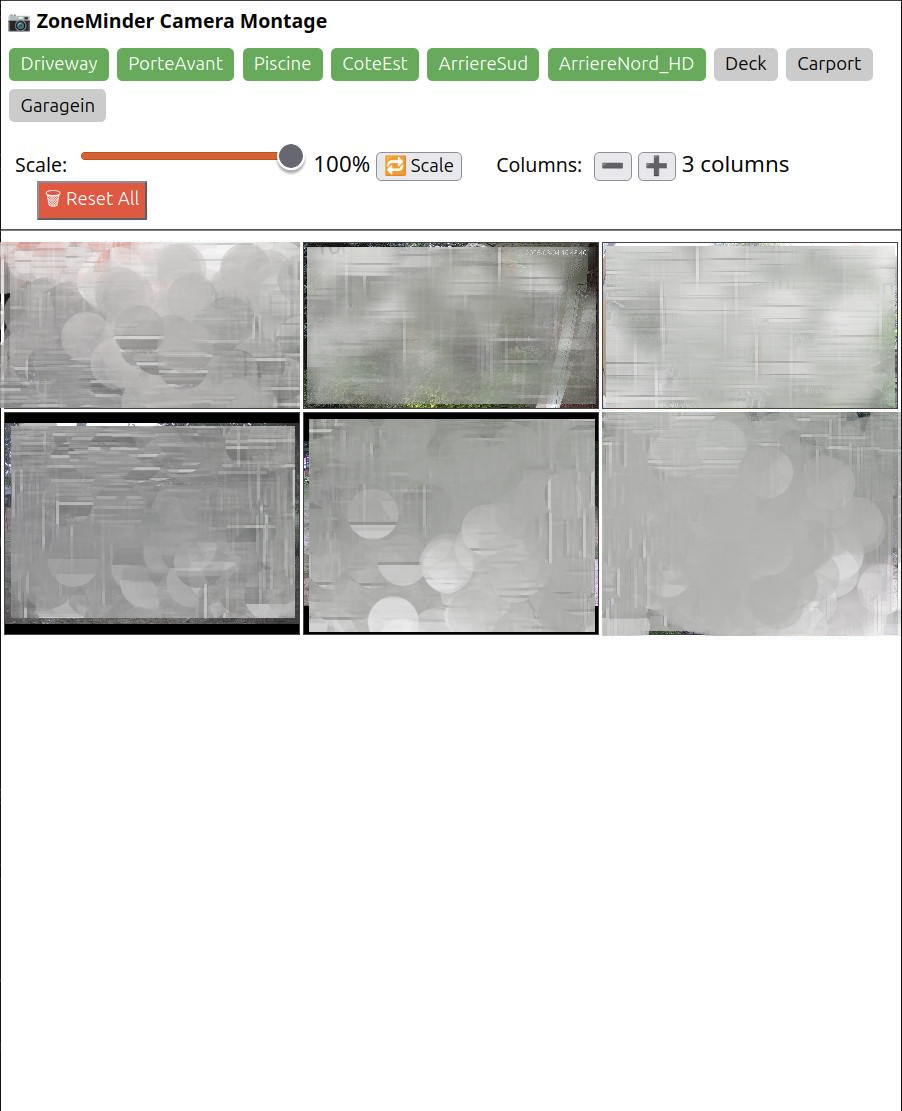 ZoneMinder Camera Montage
Driveway PorteAvant Piscine CoteEst ArriereSud ArriereNord_HD Deck Carport
Garagein
Scale: 100% Scale Columns: 3 columns
Reset All